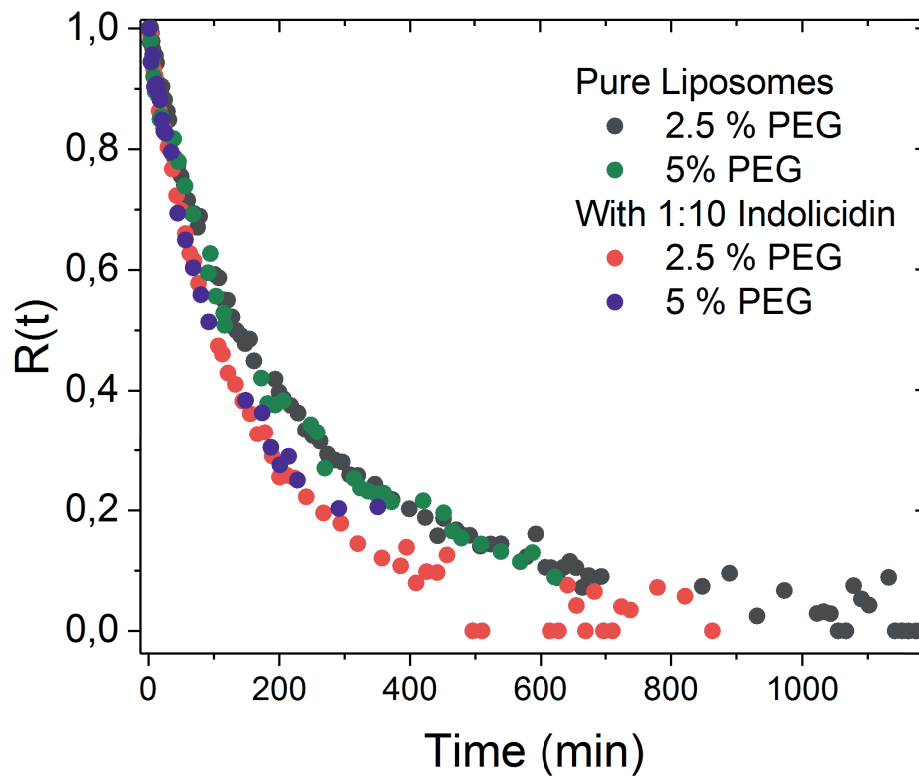 1,0
0,8
0,6
0,4
0,2
0,0
R(t)
Pure Liposomes
2.5 % PEG
5% PEG
With 1:10 Indolicidin
2.5 % PEG
5 % PEG
0 200 400 600 800 1000
Time (min)